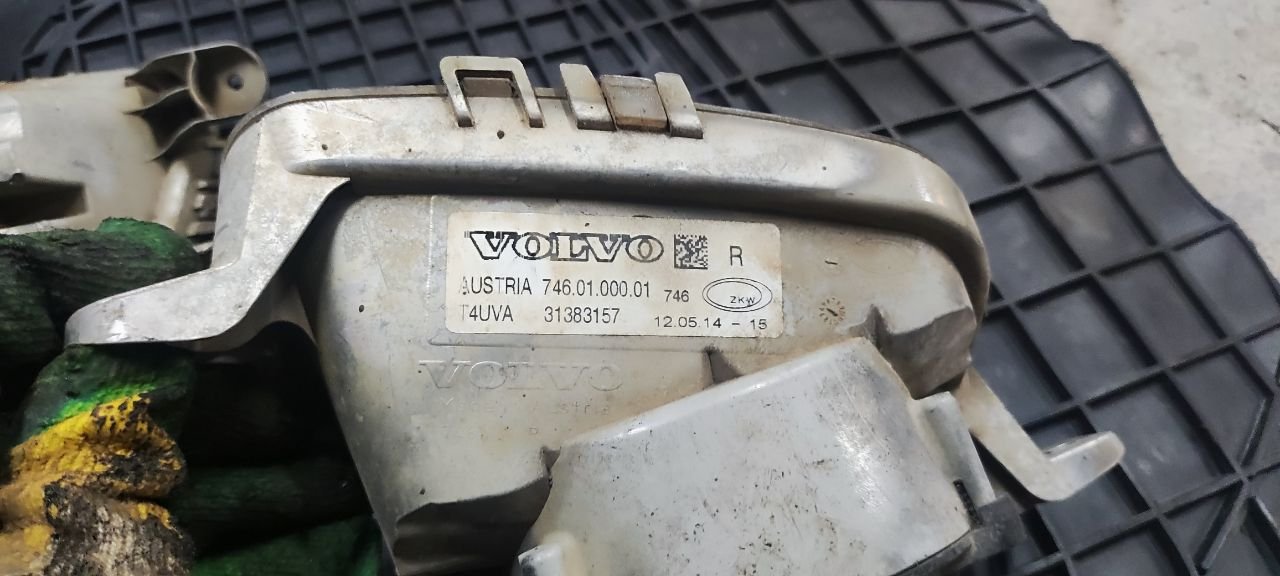 VOLVO R
AUSTRIA 746.01.000.01 746 ZKW
T4UVA 31383157 12.05.14 - 15
VOLVO